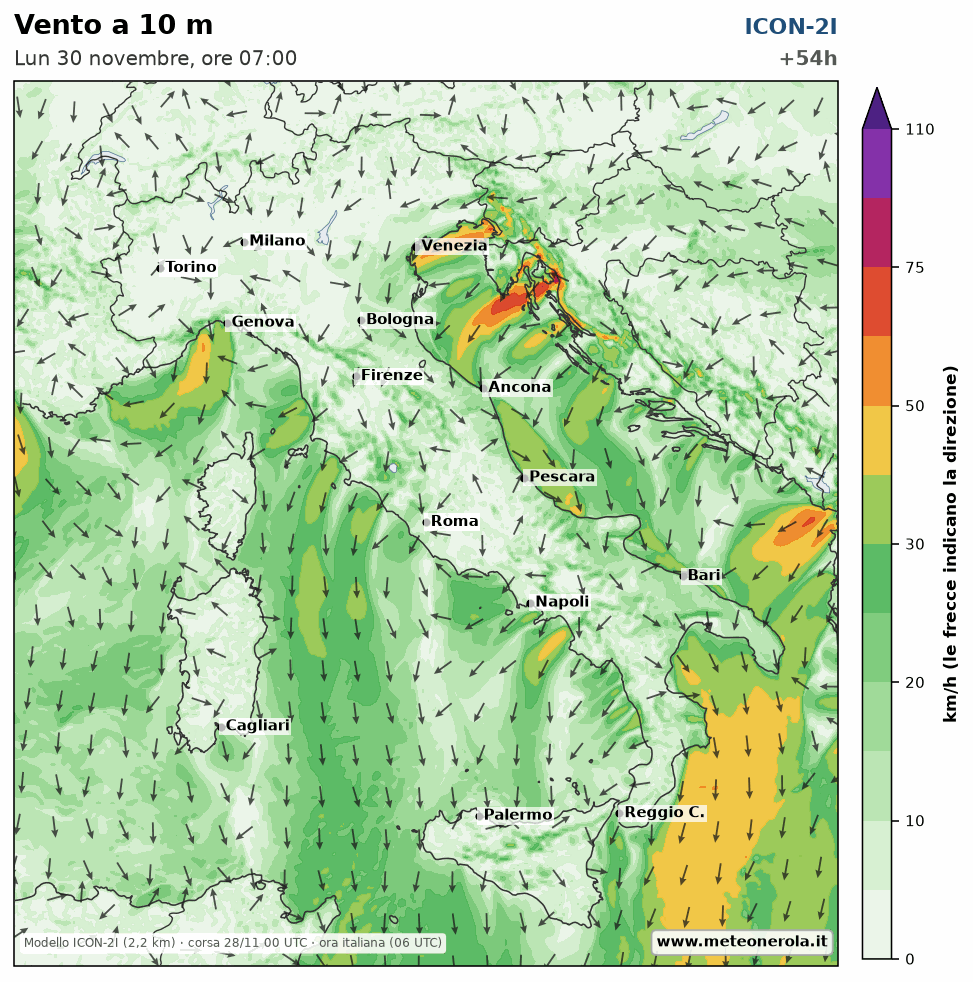 Vento a 10 m
ICON-2I
Lun 30 novembre, ore 07:00
+54h
110
Milano
Venezia
Torino
75
Genova
Bologna
Firenze
Ancona
50
km/h (le frecce indicano la direzione)
Pescara
Roma
30
Bari
Napoli
20
Cagliari
Palermo
Reggio C.
10
Modello ICON-2I (2,2 km) · corsa 28/11 00 UTC · ora italiana (06 UTC)
www.meteonerola.it
0